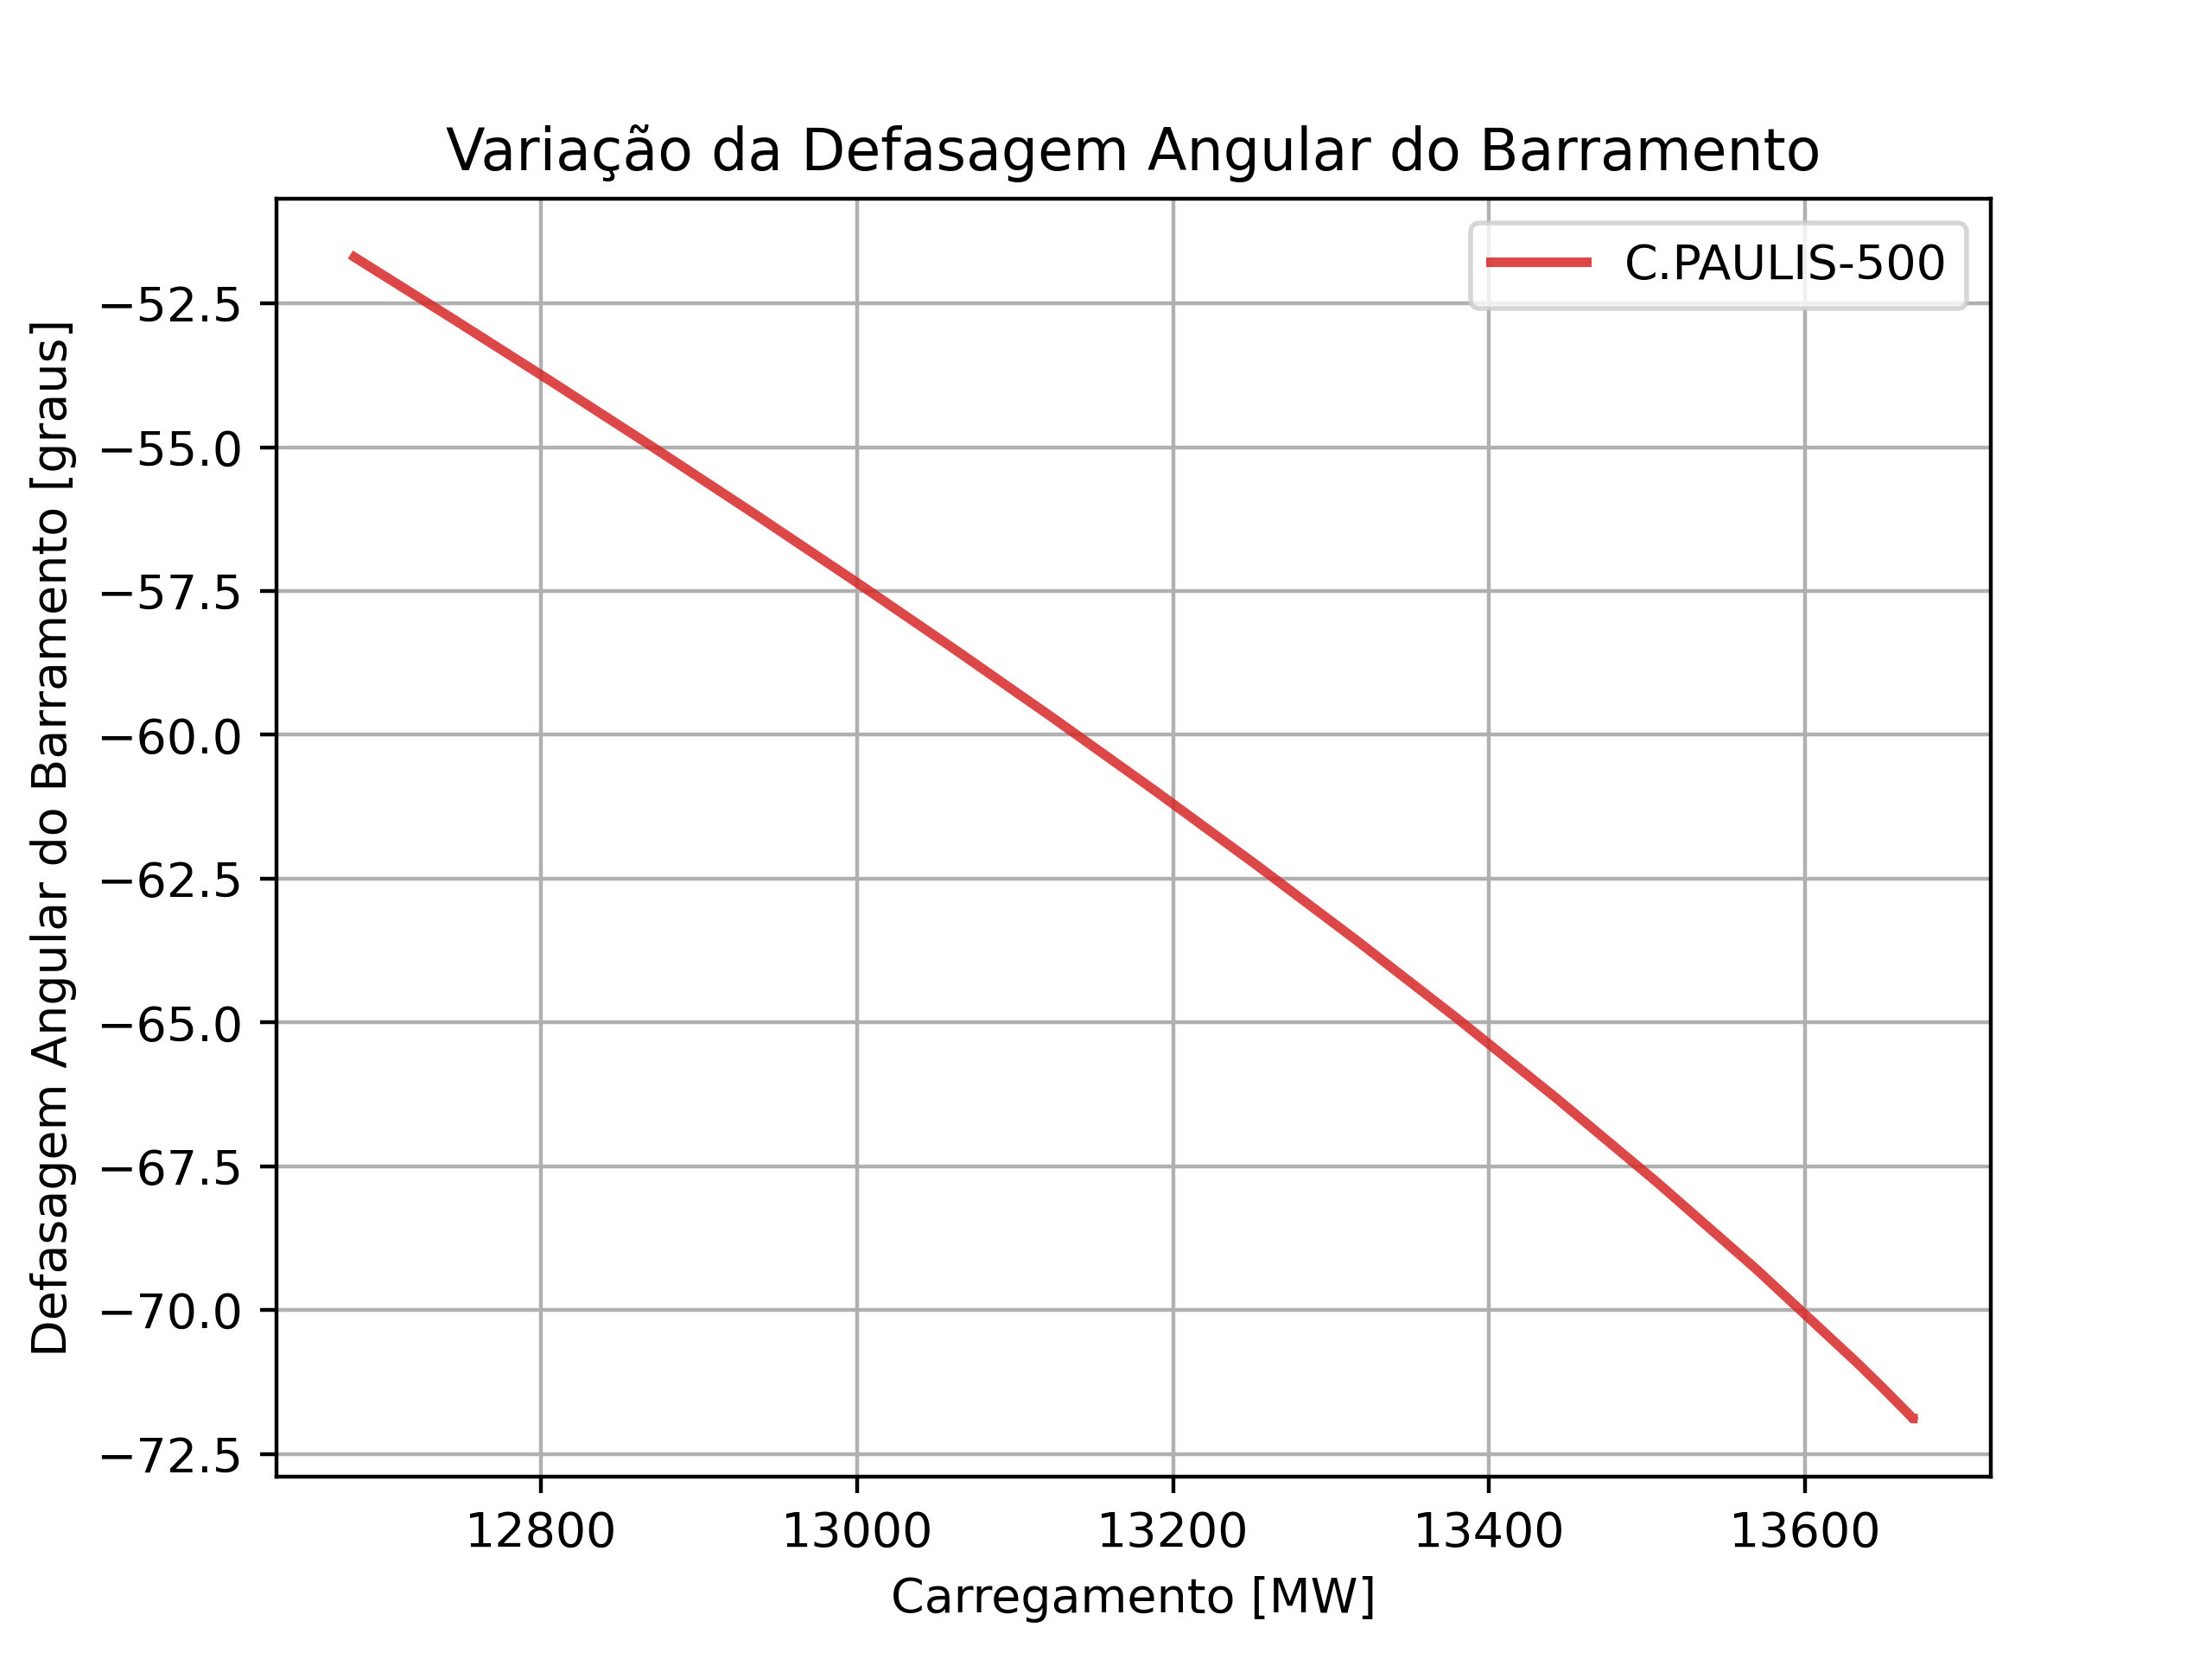 Variação da Defasagem Angular do Barramento
C.PAULIS-500
Defasagem Angular do Barramento [graus]
−52.5
−55.0
−57.5
−60.0
−62.5
−65.0
−67.5
−70.0
−72.5
12800 13000 13200 13400 13600
Carregamento [MW]